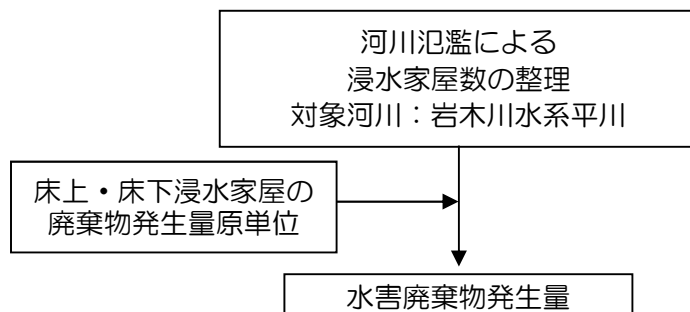 河川氾濫による
浸水家屋数の整理
対象河川：岩木川水系平川
床上・床下浸水家屋の
廃棄物発生量原単位
水害廃棄物発生量